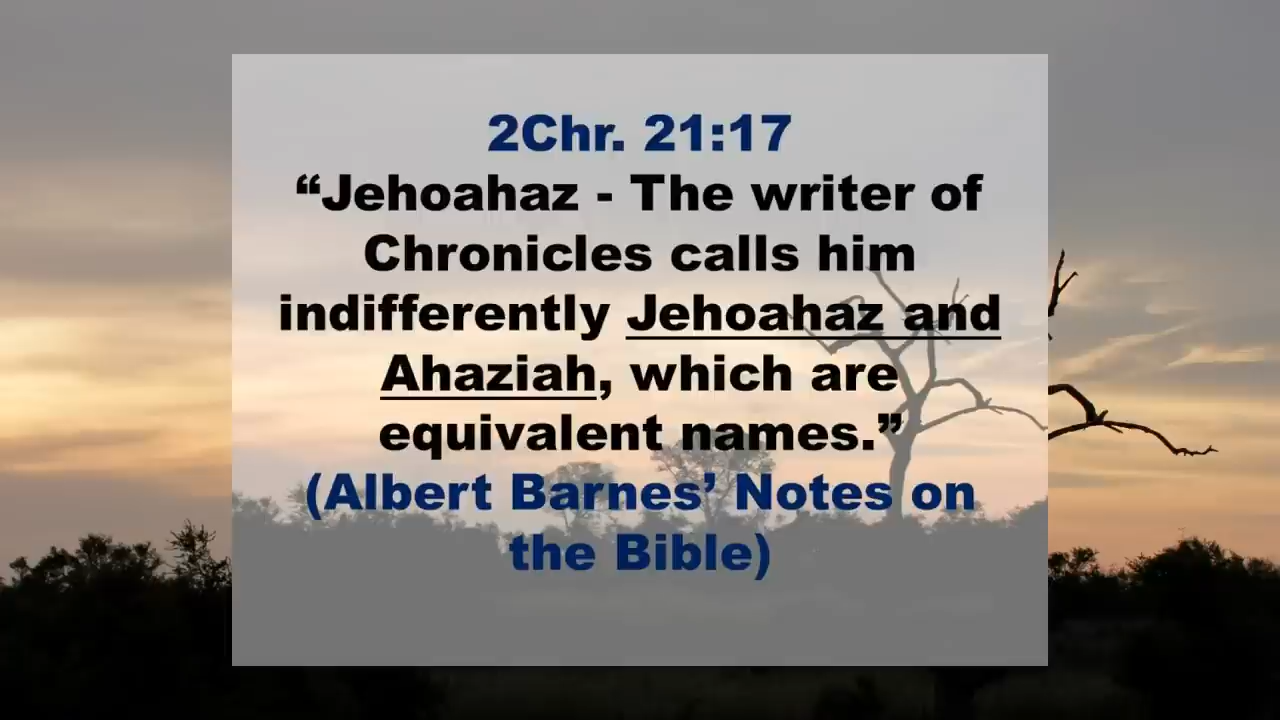 2Chr. 21:17
“Jehoahaz - The writer of
Chronicles calls him
indifferently Jehoahaz and
Ahaziah, which are
equivalent names.”
(Albert Barnes’ Notes on
the Bible)